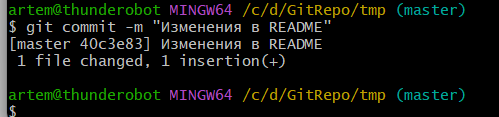 artem@thunderobot MINGW64 /c/d/GitRepo/tmp (master)
$ git commit -m "Изменения в README"
[master 40c3e83] Изменения в README
 1 file changed, 1 insertion(+)
artem@thunderobot MINGW64 /c/d/GitRepo/tmp (master)
$